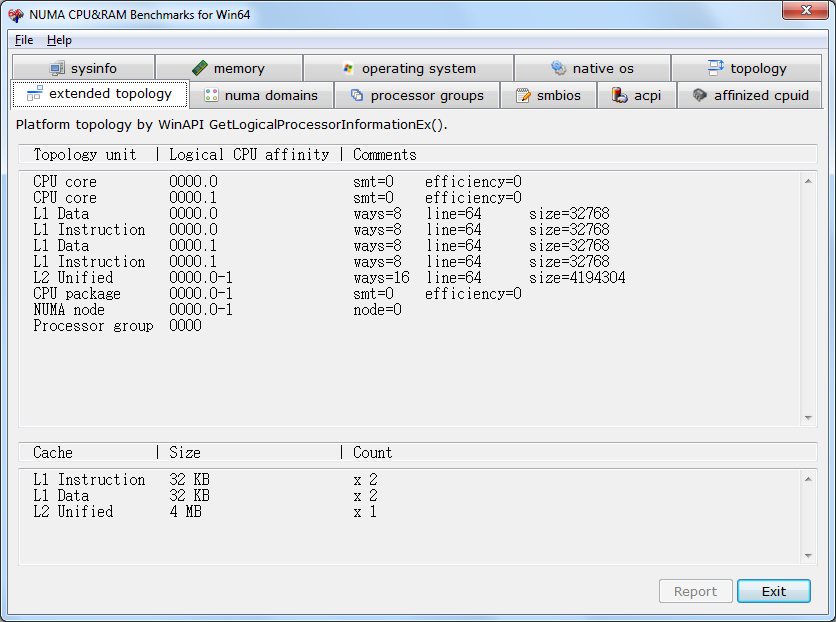 NUMA CPU&RAM Benchmarks for Win64
File Help
sysinfo memory operating system native os topology
extended topology numa domains processor groups smbios acpi affinized cpuid
Platform topology by WinAPI GetLogicalProcessorInformationEx().
Topology unit | Logical CPU affinity | Comments
CPU core 0000.0 smt=0 efficiency=0
CPU core 0000.1 smt=0 efficiency=0
L1 Data 0000.0 ways=8 line=64 size=32768
L1 Instruction 0000.0 ways=8 line=64 size=32768
L1 Data 0000.1 ways=8 line=64 size=32768
L1 Instruction 0000.1 ways=8 line=64 size=32768
L2 Unified 0000.0-1 ways=16 line=64 size=4194304
CPU package 0000.0-1 smt=0 efficiency=0
NUMA node 0000.0-1 node=0
Processor group 0000
Cache | Size | Count
L1 Instruction 32 KB x 2
L1 Data 32 KB x 2
L2 Unified 4 MB x 1
Report Exit